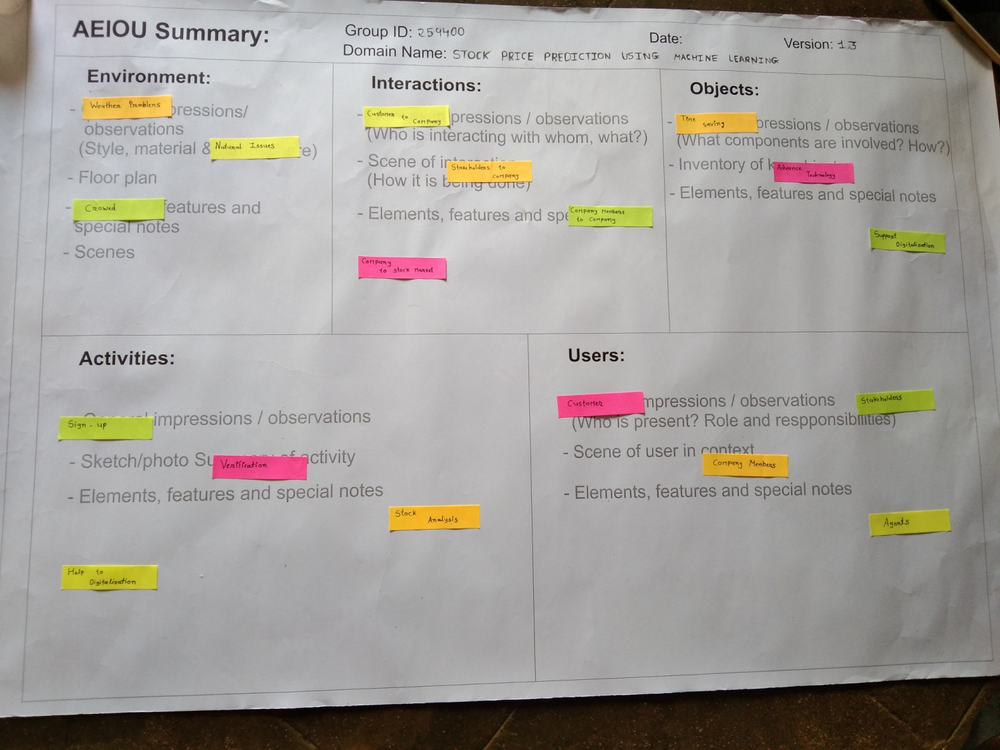 AEIOU Summary:
Group ID: 259400
Date:
Version: 1.3
Domain Name: STOCK PRICE PREDICTION USING MACHINE LEARNING
Environment:
- Weather Problems pressions/
observations
(Style, material & Natural Issues e)
- Floor plan
- Crowed features and
special notes
- Scenes
Interactions:
- Customer to pressions / observations
Company
(Who is interacting with whom, what?)
- Scene of interaction
Stakeholders to
Company
(How it is being done)
- Elements, features and spe
Company Members
to Company
Company
to stock Market
Objects:
- Time pressions / observations
saving
(What components are involved? How?)
- Inventory of k
Advance
Technology
- Elements, features and special notes
Support
Digitalization
Activities:
- General impressions / observations
Sign-up
- Sketch/photo Summary of activity
Verification
- Elements, features and special notes
Stock
Analysis
Help to
Digitalization
Users:
Customer mpressions / observations
Stakeholders
(Who is present? Role and respponsibilities)
- Scene of user in context
Company Members
- Elements, features and special notes
Agents